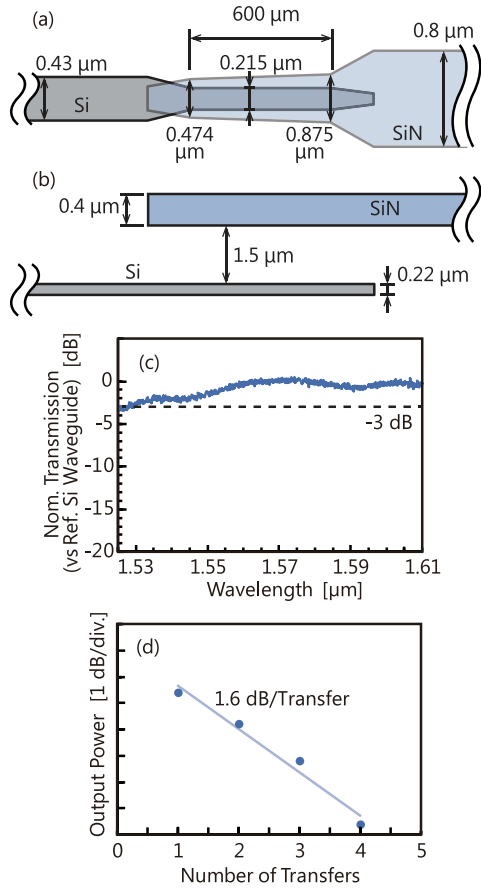 (a)
600 μm
0.43 μm
0.215
μm
0.8 μm
Si
0.474
μm
0.875
μm
SiN
(b)
0.4 μm
SiN
1.5 μm
Si
0.22 μm
(c)
Nom. Transmission [dB]
(vs Ref. Si Waveguide)
0
-5
-10
-15
-20
-3 dB
1.53
1.55
1.57
1.59
1.61
Wavelength [μm]
(d)
Output Power [1 dB/div.]
1.6 dB/Transfer
0
1
2
3
4
5
Number of Transfers